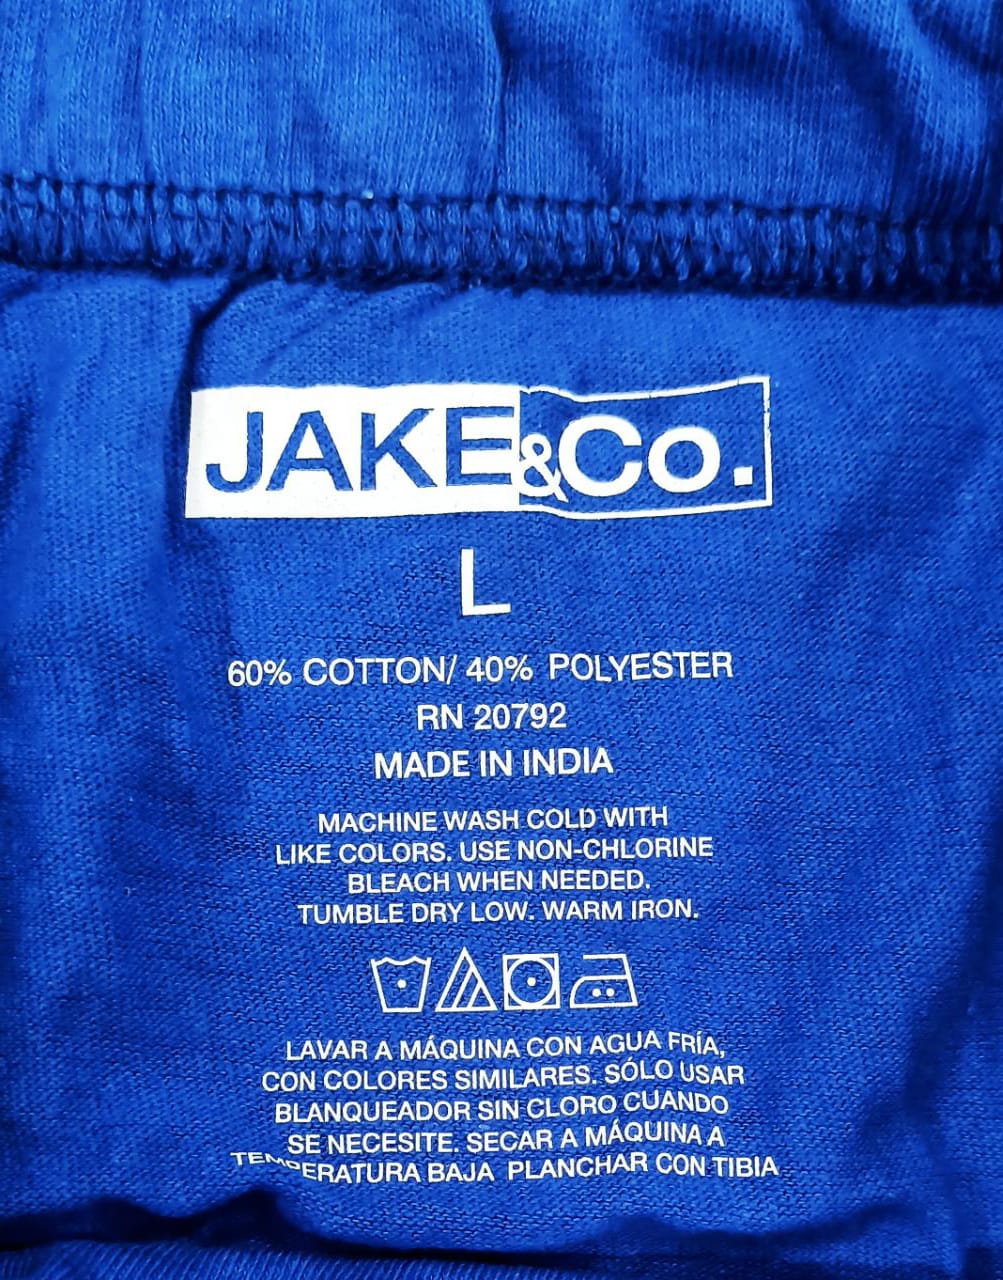 JAKE&Co.
L
60% COTTON/ 40% POLYESTER
RN 20792
MADE IN INDIA
MACHINE WASH COLD WITH
LIKE COLORS. USE NON-CHLORINE
BLEACH WHEN NEEDED.
TUMBLE DRY LOW. WARM IRON.
LAVAR A MÁQUINA CON AGUA FRÍA,
CON COLORES SIMILARES. SÓLO USAR
BLANQUEADOR SIN CLORO CUANDO
SE NECESITE. SECAR A MÁQUINA A
TEMPERATURA BAJA PLANCHAR CON TIBIA